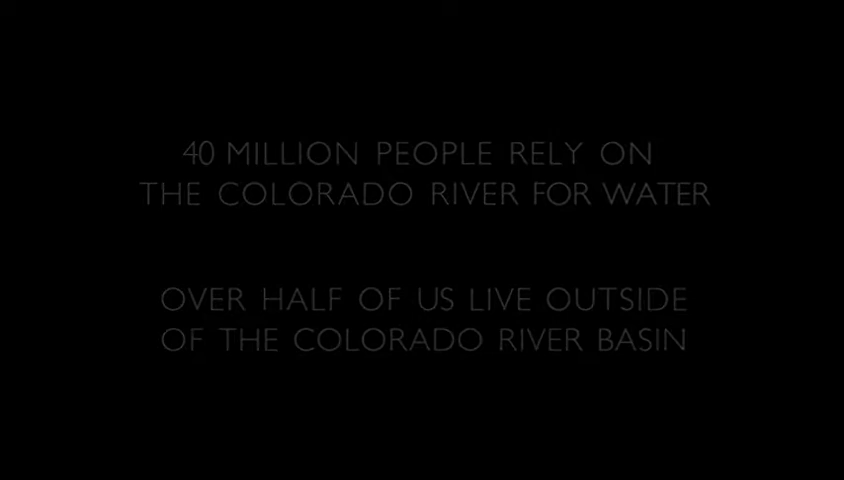 40 MILLION PEOPLE RELY ON
THE COLORADO RIVER FOR WATER
OVER HALF OF US LIVE OUTSIDE
OF THE COLORADO RIVER BASIN